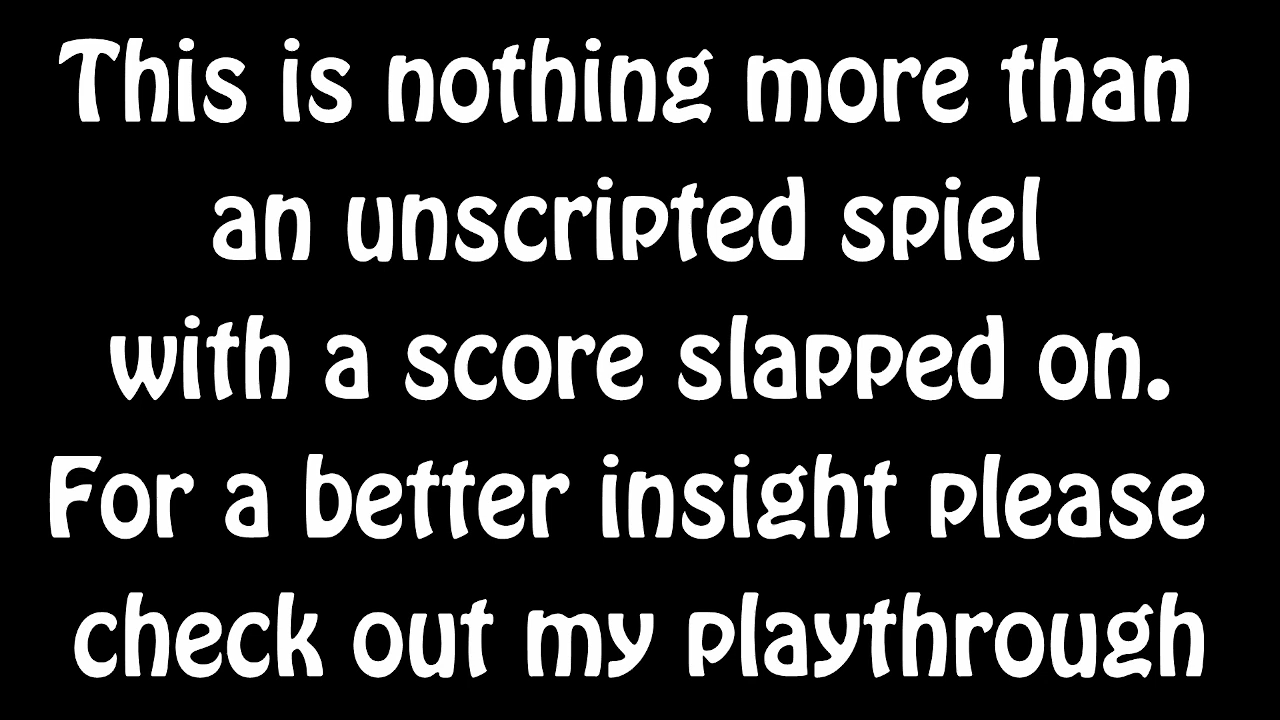 This is nothing more than
an unscripted spiel
with a score slapped on.
For a better insight please
check out my playthrough